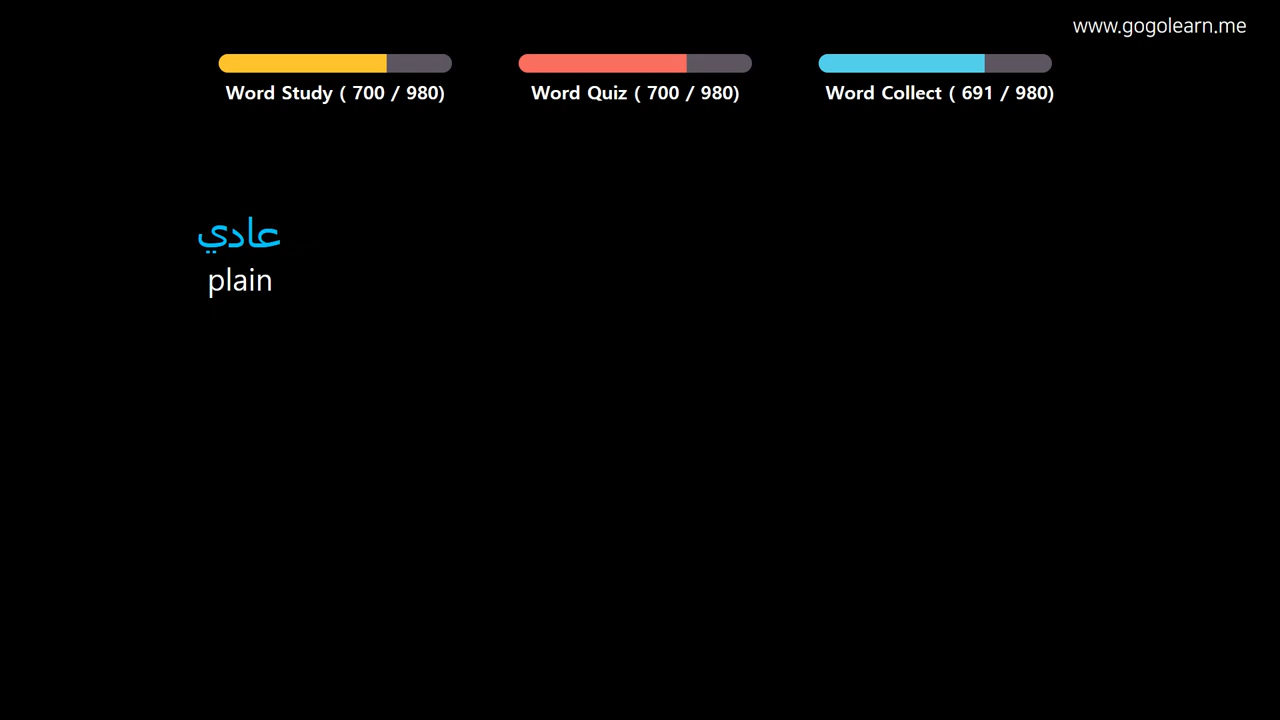 www.gogolearn.me
Word Study ( 700 / 980)
Word Quiz ( 700 / 980)
Word Collect ( 691 / 980)
عادي
plain